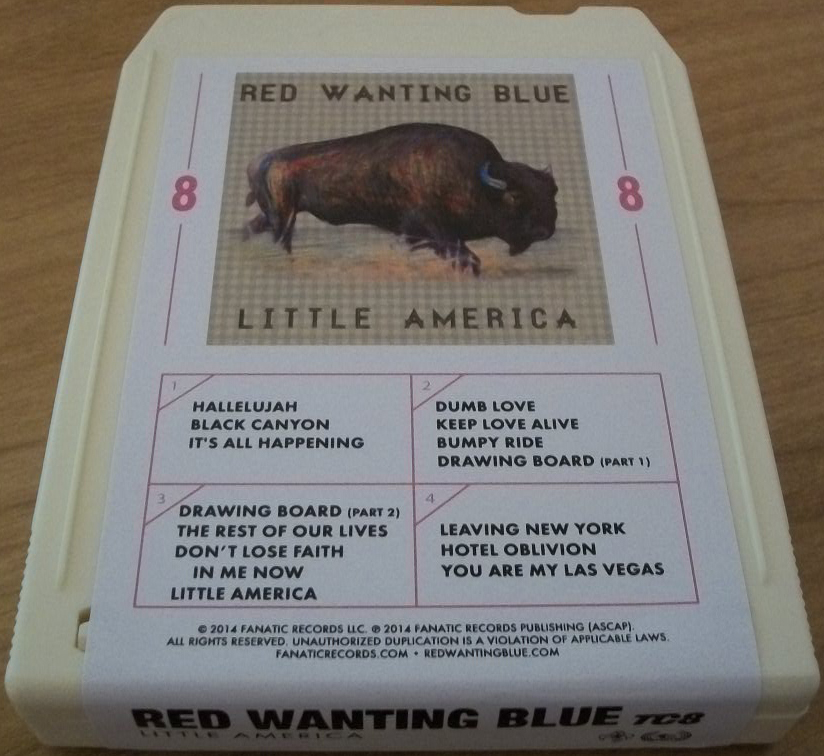 RED WANTING BLUE
8
8
LITTLE AMERICA
1
HALLELUJAH
BLACK CANYON
IT'S ALL HAPPENING
2
DUMB LOVE
KEEP LOVE ALIVE
BUMPY RIDE
DRAWING BOARD (PART 1)
3
DRAWING BOARD (PART 2)
THE REST OF OUR LIVES
DON'T LOSE FAITH
IN ME NOW
LITTLE AMERICA
4
LEAVING NEW YORK
HOTEL OBLIVION
YOU ARE MY LAS VEGAS
© 2014 FANATIC RECORDS LLC. ℗ 2014 FANATIC RECORDS PUBLISHING (ASCAP).
ALL RIGHTS RESERVED. UNAUTHORIZED DUPLICATION IS A VIOLATION OF APPLICABLE LAWS.
FANATICRECORDS.COM • REDWANTINGBLUE.COM
RED WANTING BLUE TC8
LITTLE AMERICA